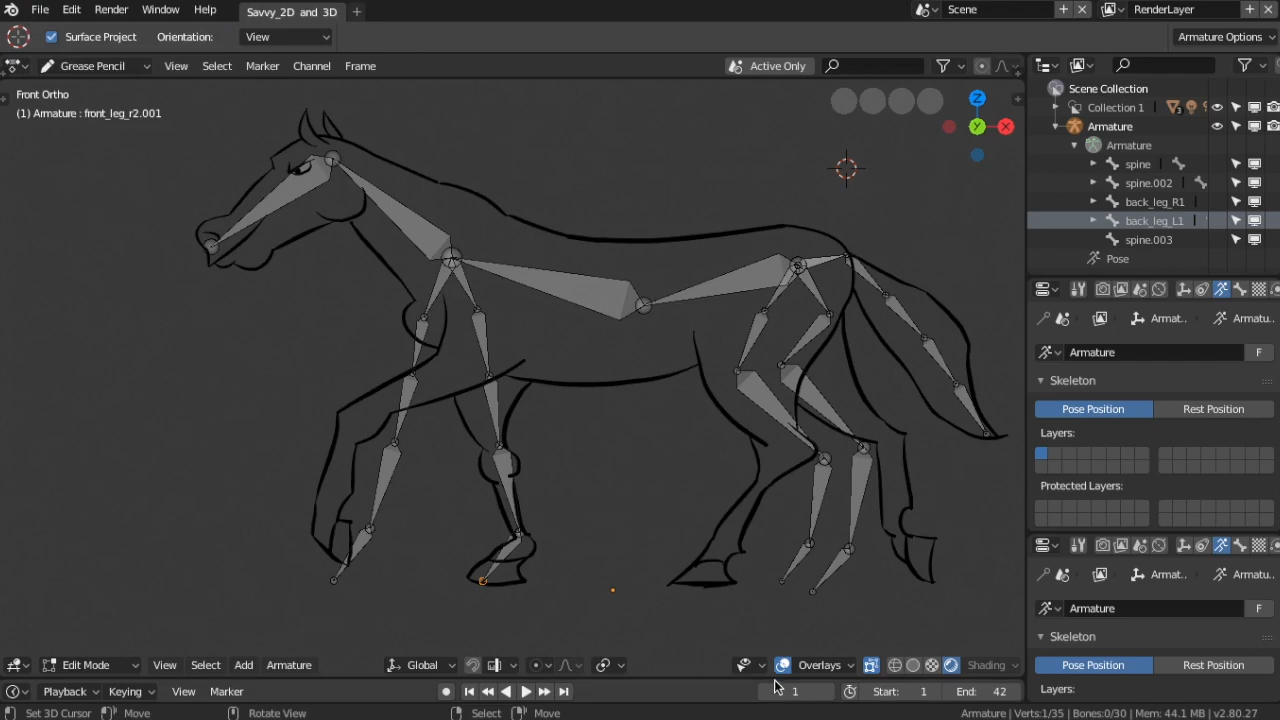 File Edit Render Window Help Savvy_2D and 3D Scene RenderLayer
Surface Project Orientation: View Armature Options
Grease Pencil View Select Marker Channel Frame Active Only
Front Ortho
(1) Armature : front_leg_r2.001
Z
Y
X
Scene Collection
Collection 1
Armature
Armature
spine
spine.002
back_leg_R1
back_leg_L1
spine.003
Pose
Armat.. Armatu..
Armature F
Skeleton
Pose Position Rest Position
Layers:
Protected Layers:
Armat.. Armatu..
Armature F
Skeleton
Pose Position Rest Position
Layers:
Edit Mode View Select Add Armature Global Overlays Shading
Playback Keying View Marker 1 Start: 1 End: 42
Set 3D Cursor Move Rotate View Select Move Armature | Verts:1/35 | Bones:0/30 | Mem: 44.1 MB | v2.80.27